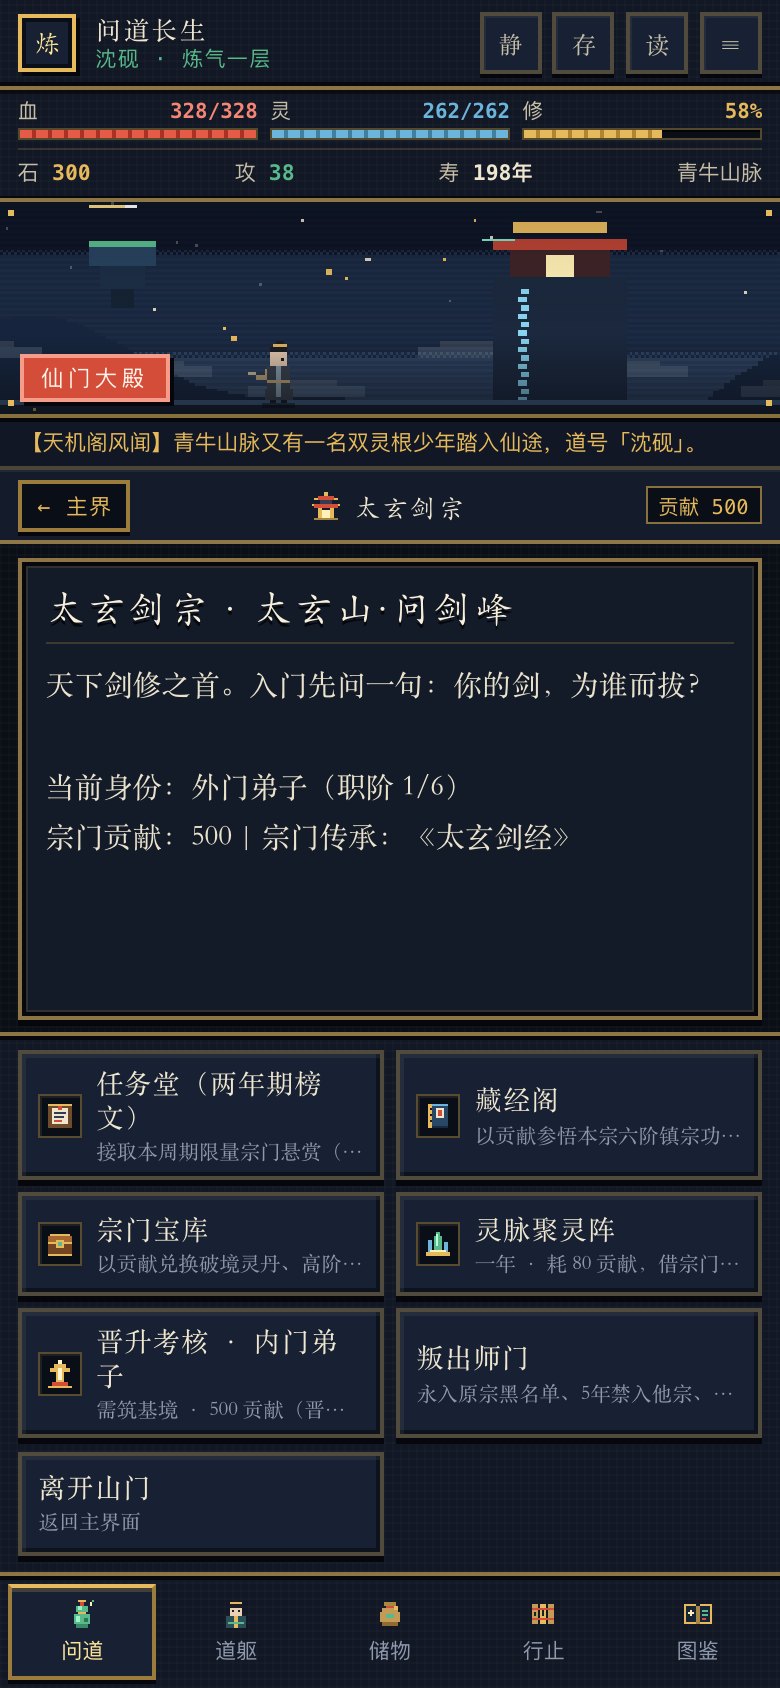 炼
问道长生
沈砚 · 炼气一层
静 存 读 ≡
血 328/328 灵 262/262 修 58%
石 300 攻 38 寿 198年 青牛山脉
仙门大殿
【天机阁风闻】青牛山脉又有一名双灵根少年踏入仙途，道号「沈砚」。
← 主界 太玄剑宗 贡献 500
太玄剑宗 · 太玄山·问剑峰
天下剑修之首。入门先问一句：你的剑，为谁而拔？
当前身份：外门弟子（职阶 1/6）
宗门贡献：500 | 宗门传承：《太玄剑经》
任务堂（两年期榜
文）
接取本周期限量宗门悬赏（…
藏经阁
以贡献参悟本宗六阶镇宗功…
宗门宝库
以贡献兑换破境灵丹、高阶…
灵脉聚灵阵
一年 · 耗 80 贡献，借宗门…
晋升考核 · 内门弟
子
需筑基境 · 500 贡献（晋…
叛出师门
永入原宗黑名单、5年禁入他宗、…
离开山门
返回主界面
问道 道躯 储物 行止 图鉴